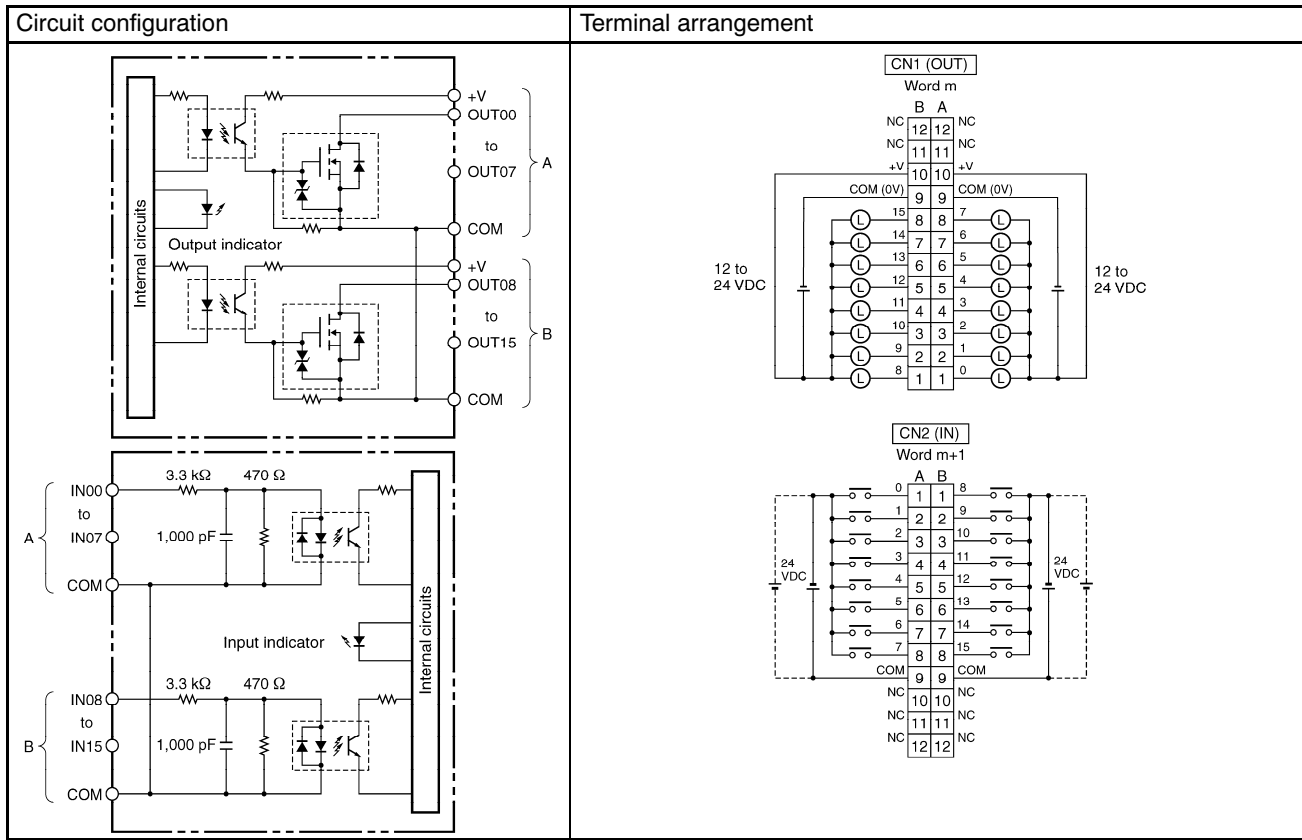 Circuit configuration
Terminal arrangement
Internal circuits
+V
OUT00
to
OUT07
A
COM
Output indicator
+V
OUT08
to
OUT15
B
COM
3.3 kΩ 470 Ω
IN00
to
A
IN07
1,000 pF
COM
Input indicator
Internal circuits
3.3 kΩ 470 Ω
IN08
to
B
IN15
1,000 pF
COM
CN1 (OUT)
Word m
B A
NC 12 12 NC
NC 11 11 NC
+V 10 10 +V
COM (0V) 9 9 COM (0V)
L 15 8 8 7 L
L 14 7 7 6 L
L 13 6 6 5 L
L 12 5 5 4 L
L 11 4 4 3 L
L 10 3 3 2 L
L 9 2 2 1 L
L 8 1 1 0 L
12 to
24 VDC
12 to
24 VDC
CN2 (IN)
Word m+1
A B
0 1 1 8
1 2 2 9
2 3 3 10
3 4 4 11
4 5 5 12
5 6 6 13
6 7 7 14
7 8 8 15
COM 9 9 COM
NC 10 10 NC
NC 11 11 NC
NC 12 12 NC
24
VDC
24
VDC